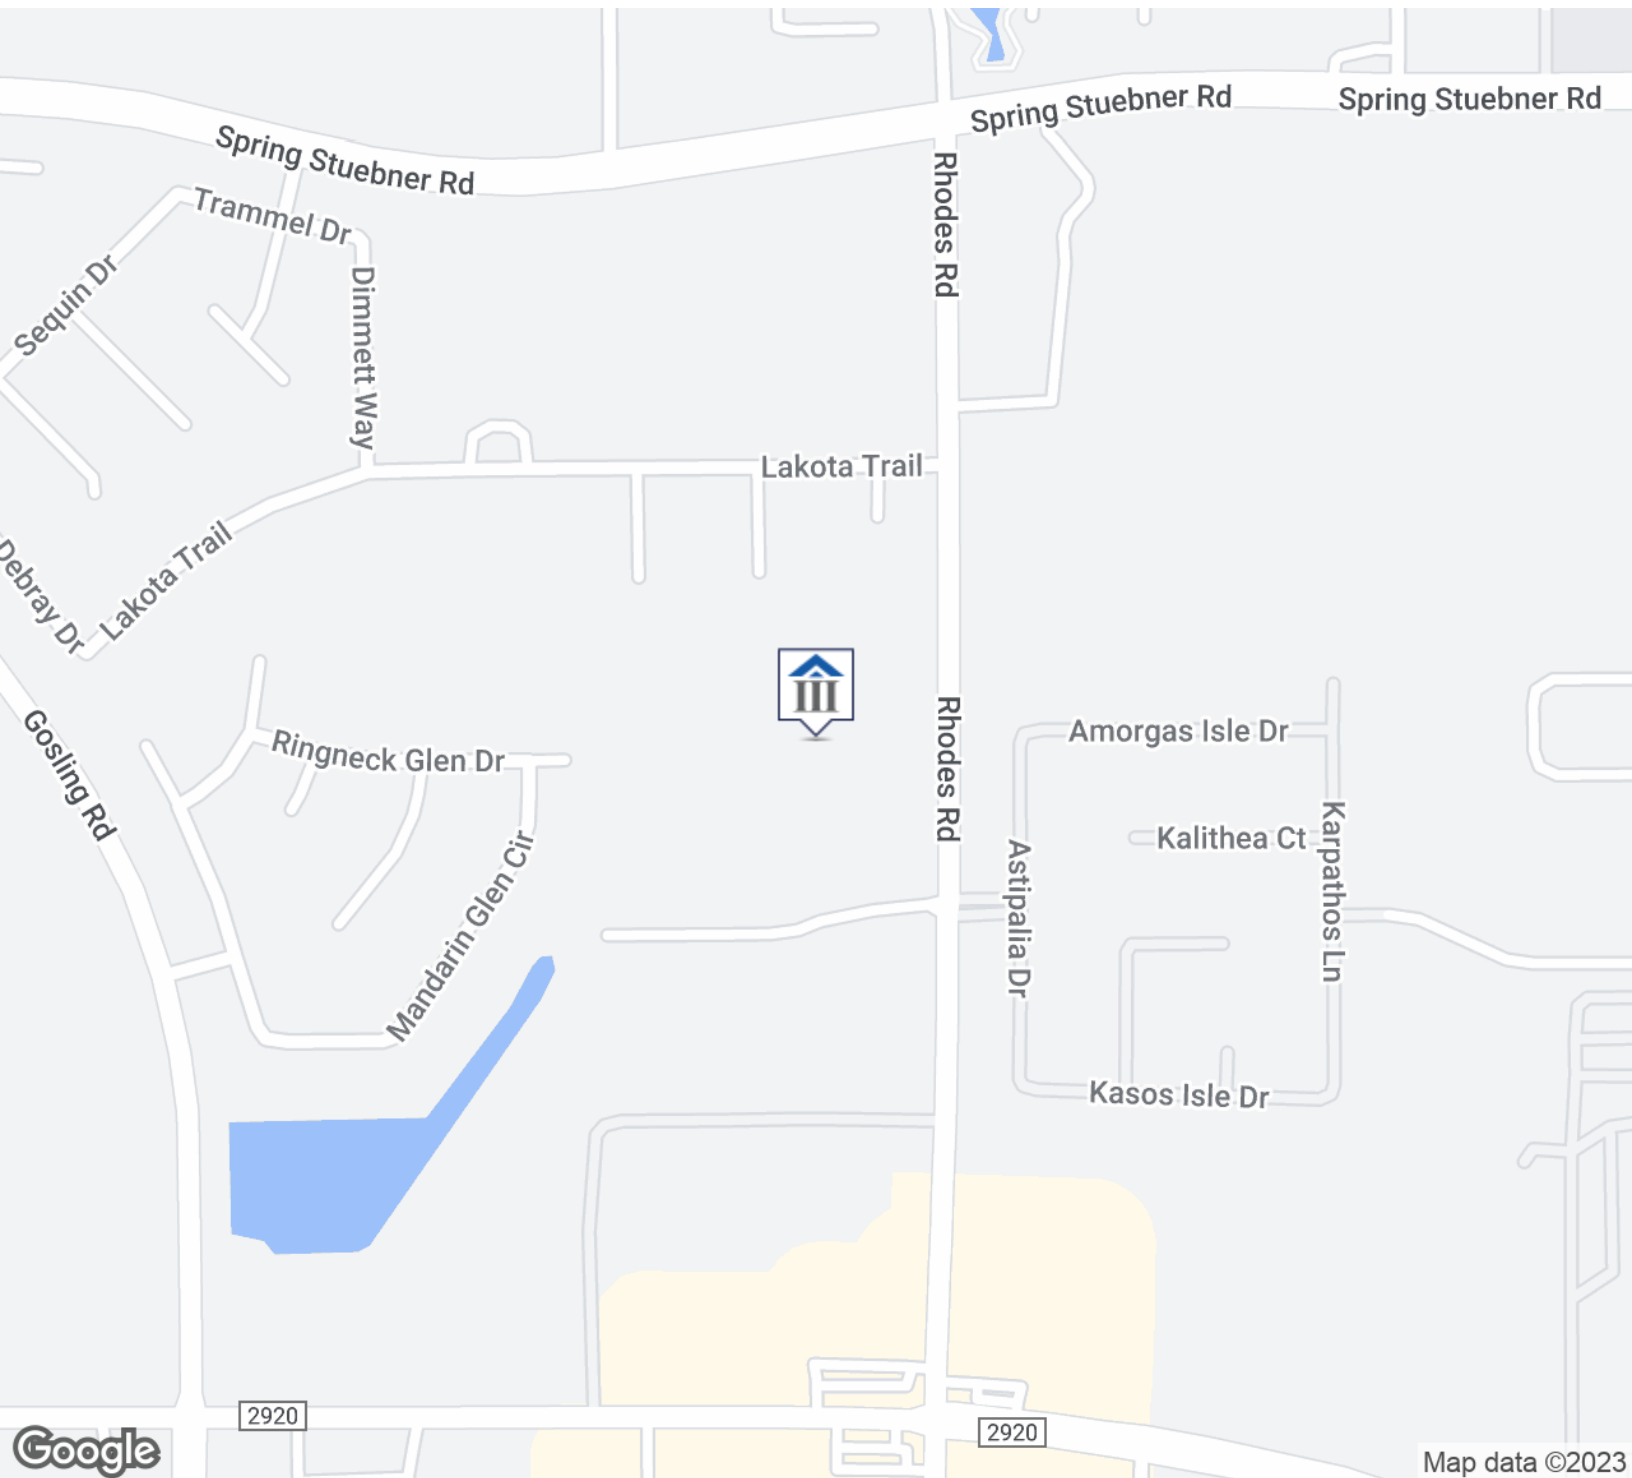 Spring Stuebner Rd
Spring Stuebner Rd
Spring Stuebner Rd
Trammel Dr
Rhodes Rd
Sequin Dr
Dimmett Way
Lakota Trail
Lakota Trail
Debray Dr
Gosling Rd
Ringneck Glen Dr
Rhodes Rd
Amorgas Isle Dr
Kalithea Ct
Karpathos Ln
Astipalia Dr
Mandarin Glen Cir
Kasos Isle Dr
2920
2920
Google
Map data ©2023